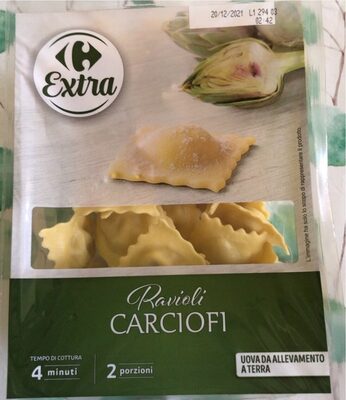 20/12/2021 L1 294 03
02:42
Extra
L'immagine ha solo lo scopo di rappresentare il prodotto.
Ravioli
CARCIOFI
TEMPO DI COTTURA
4 minuti
2 porzioni
UOVA DA ALLEVAMENTO
A TERRA